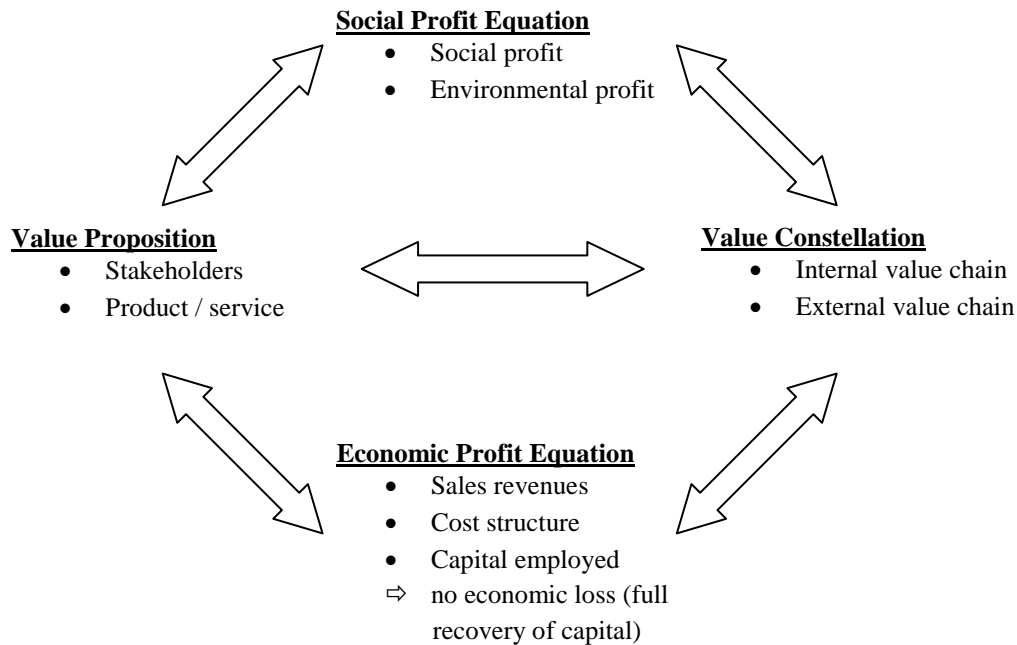 Social Profit Equation
• Social profit
• Environmental profit
Value Proposition
• Stakeholders
• Product / service
Value Constellation
• Internal value chain
• External value chain
Economic Profit Equation
• Sales revenues
• Cost structure
• Capital employed
⇨ no economic loss (full
recovery of capital)